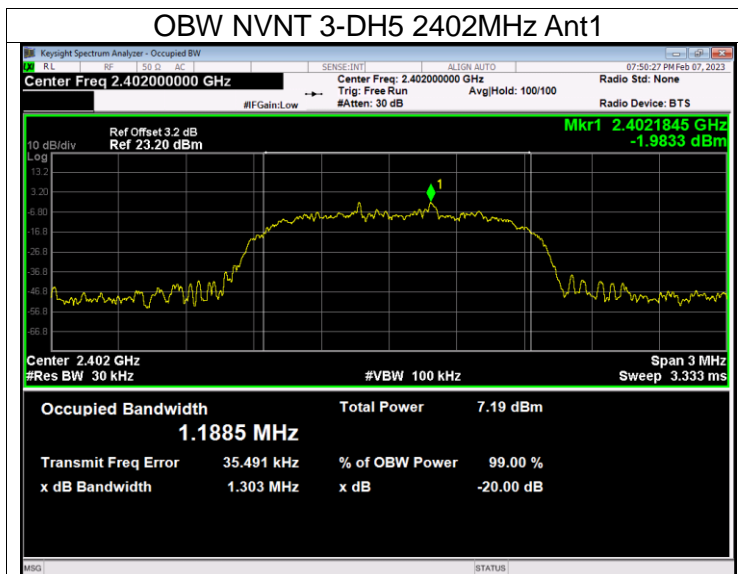 OBW NVNT 3-DH5 2402MHz Ant1
Keysight Spectrum Analyzer - Occupied BW
RL RF 50 Ω AC SENSE:INT ALIGN AUTO 07:50:27 PM Feb 07, 2023
Center Freq 2.402000000 GHz Center Freq: 2.402000000 GHz Radio Std: None
Trig: Free Run Avg|Hold: 100/100
#IFGain:Low #Atten: 30 dB Radio Device: BTS
Mkr1 2.4021845 GHz
Ref Offset 3.2 dB
10 dB/div Ref 23.20 dBm -1.9833 dBm
Log
13.2
3.20
1
-6.80
-16.8
-26.8
-36.8
-46.8
-56.8
-66.8
Center 2.402 GHz Span 3 MHz
#Res BW 30 kHz #VBW 100 kHz Sweep 3.333 ms
Occupied Bandwidth Total Power 7.19 dBm
1.1885 MHz
Transmit Freq Error 35.491 kHz % of OBW Power 99.00 %
x dB Bandwidth 1.303 MHz x dB -20.00 dB
MSG STATUS